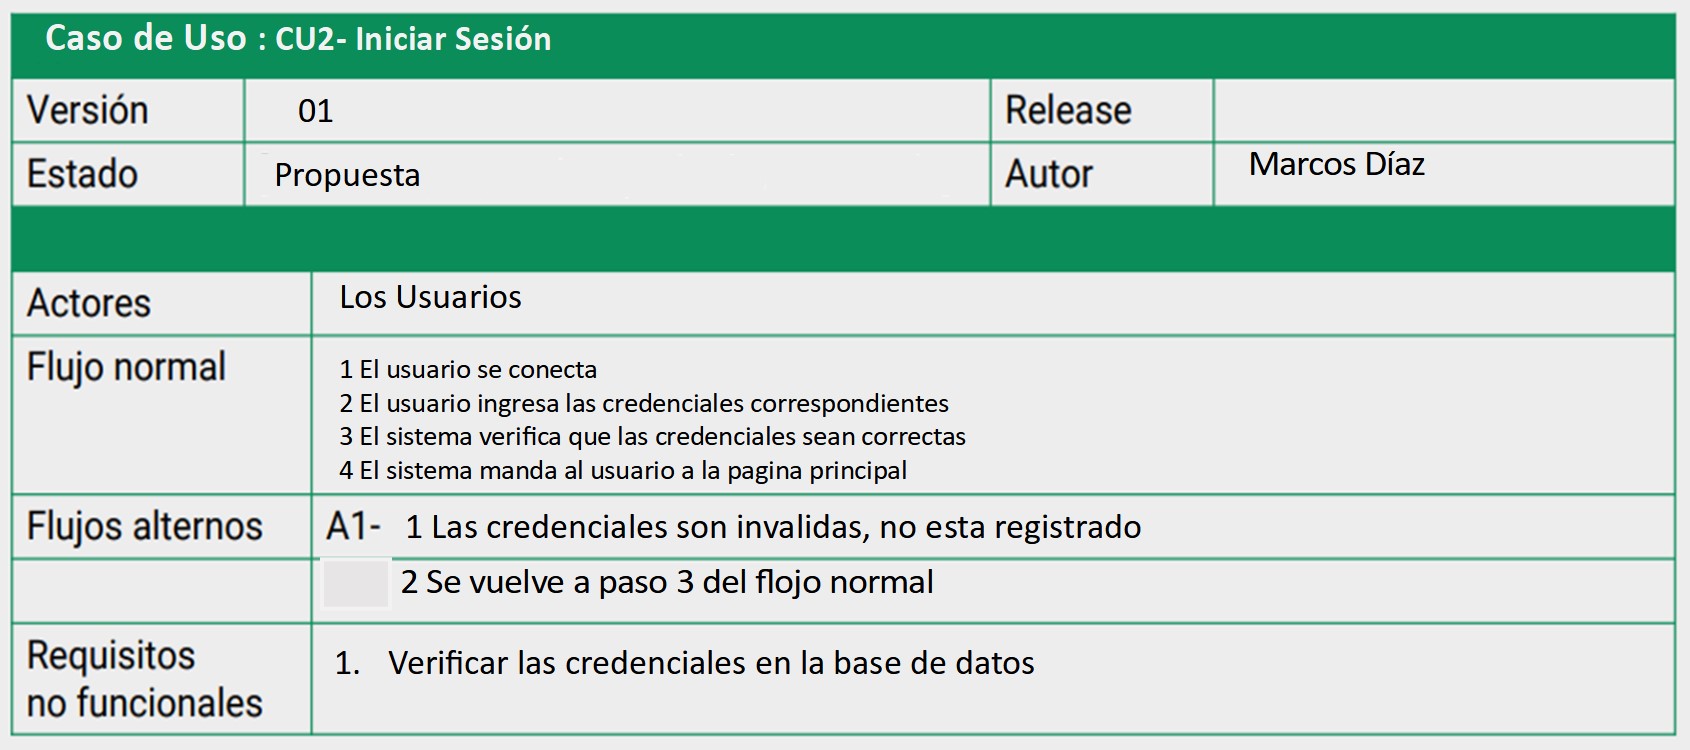 Caso de Uso : CU2- Iniciar Sesión
Versión 01 Release
Estado Propuesta Autor Marcos Díaz
Actores Los Usuarios
Flujo normal 1 El usuario se conecta
2 El usuario ingresa las credenciales correspondientes
3 El sistema verifica que las credenciales sean correctas
4 El sistema manda al usuario a la pagina principal
Flujos alternos A1- 1 Las credenciales son invalidas, no esta registrado
2 Se vuelve a paso 3 del flojo normal
Requisitos
no funcionales
1. Verificar las credenciales en la base de datos